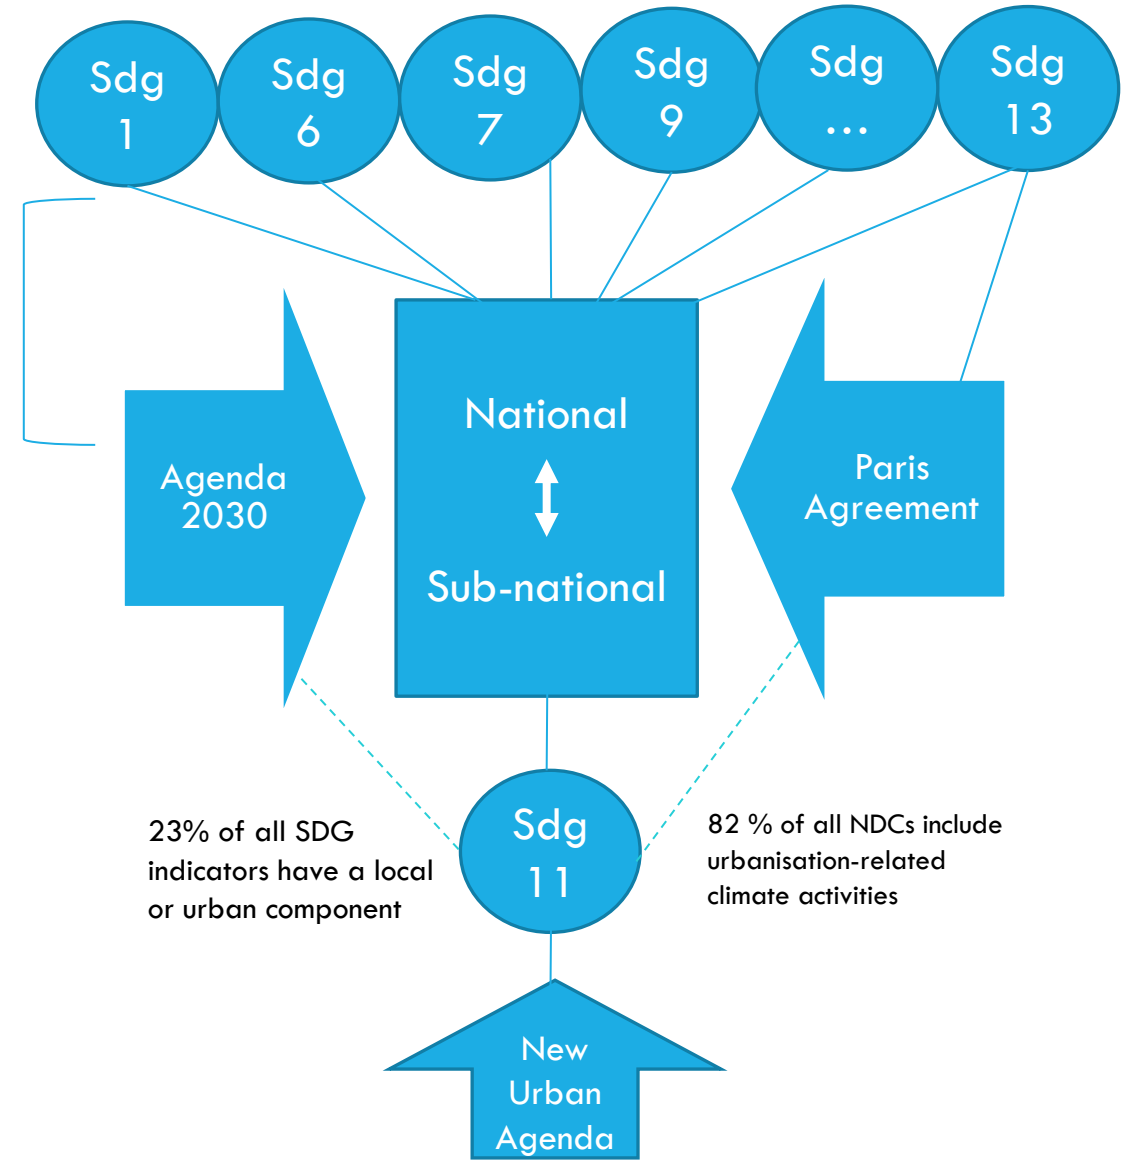 Sdg
1
Sdg
6
Sdg
7
Sdg
9
Sdg
...
Sdg
13
National
Sub-national
Agenda
2030
Paris
Agreement
Sdg
11
23% of all SDG
indicators have a local
or urban component
82 % of all NDCs include
urbanisation-related
climate activities
New
Urban
Agenda